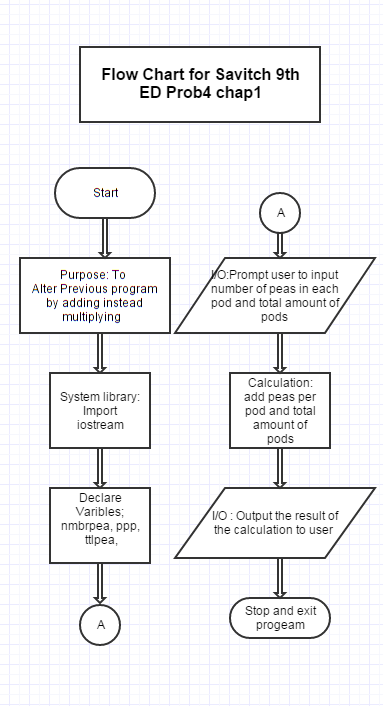 Flow Chart for Savitch 9th
ED Prob4 chap1
Start
Purpose: To
Alter Previous program
by adding instead
multiplying
System library:
Import
iostream
Declare
Varibles;
nmbrpea, ppp,
ttlpea,
A
A
I/O:Prompt user to input
number of peas in each
pod and total amount of
pods
Calculation:
add peas per
pod and total
amount of
pods
I/O : Output the result of
the calculation to user
Stop and exit
progeam